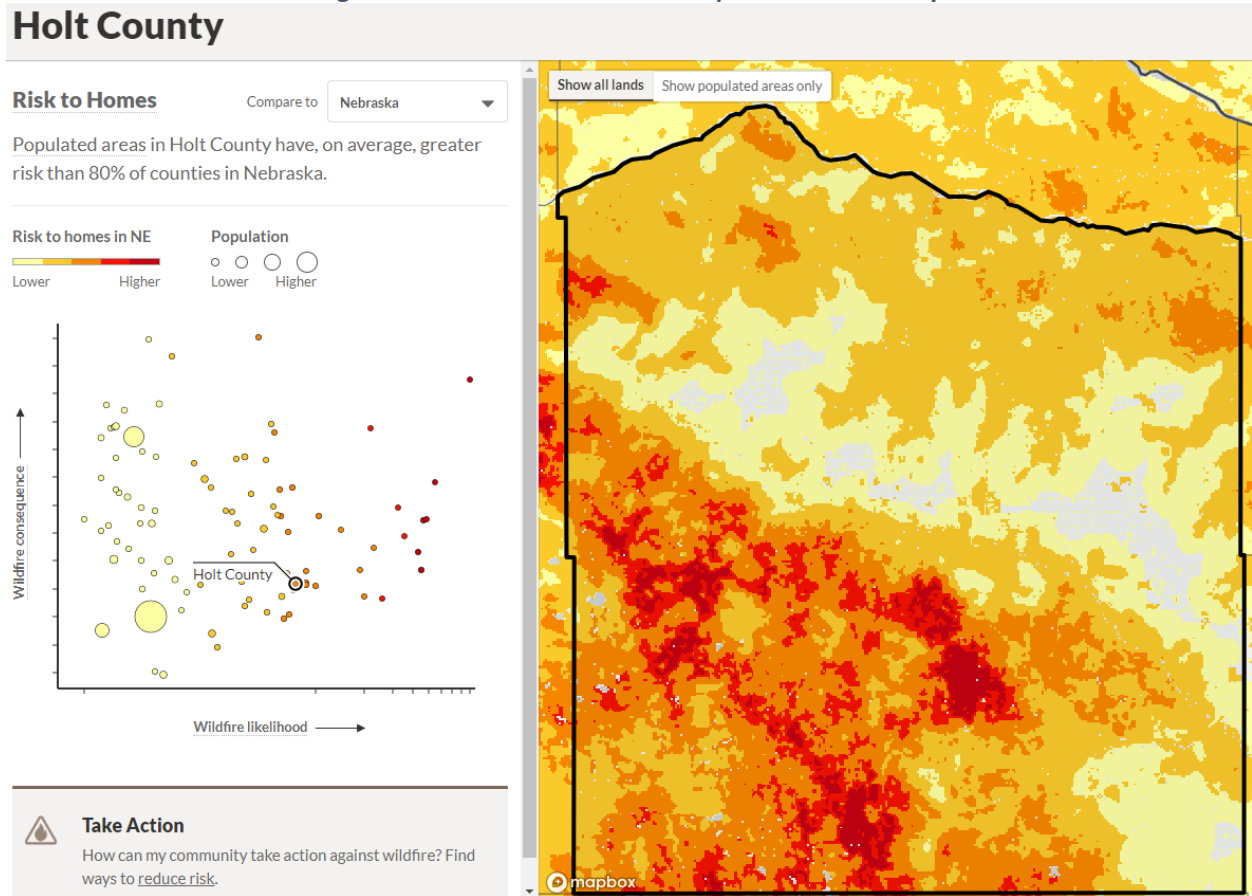 Holt County
Risk to Homes
Compare to
Nebraska
Populated areas in Holt County have, on average, greater
risk than 80% of counties in Nebraska.
Risk to homes in NE
Population
Lower
Higher
Lower
Higher
Wildfire consequence
Holt County
Wildfire likelihood
Take Action
How can my community take action against wildfire? Find
ways to reduce risk.
Show all lands
Show populated areas only
mapbox